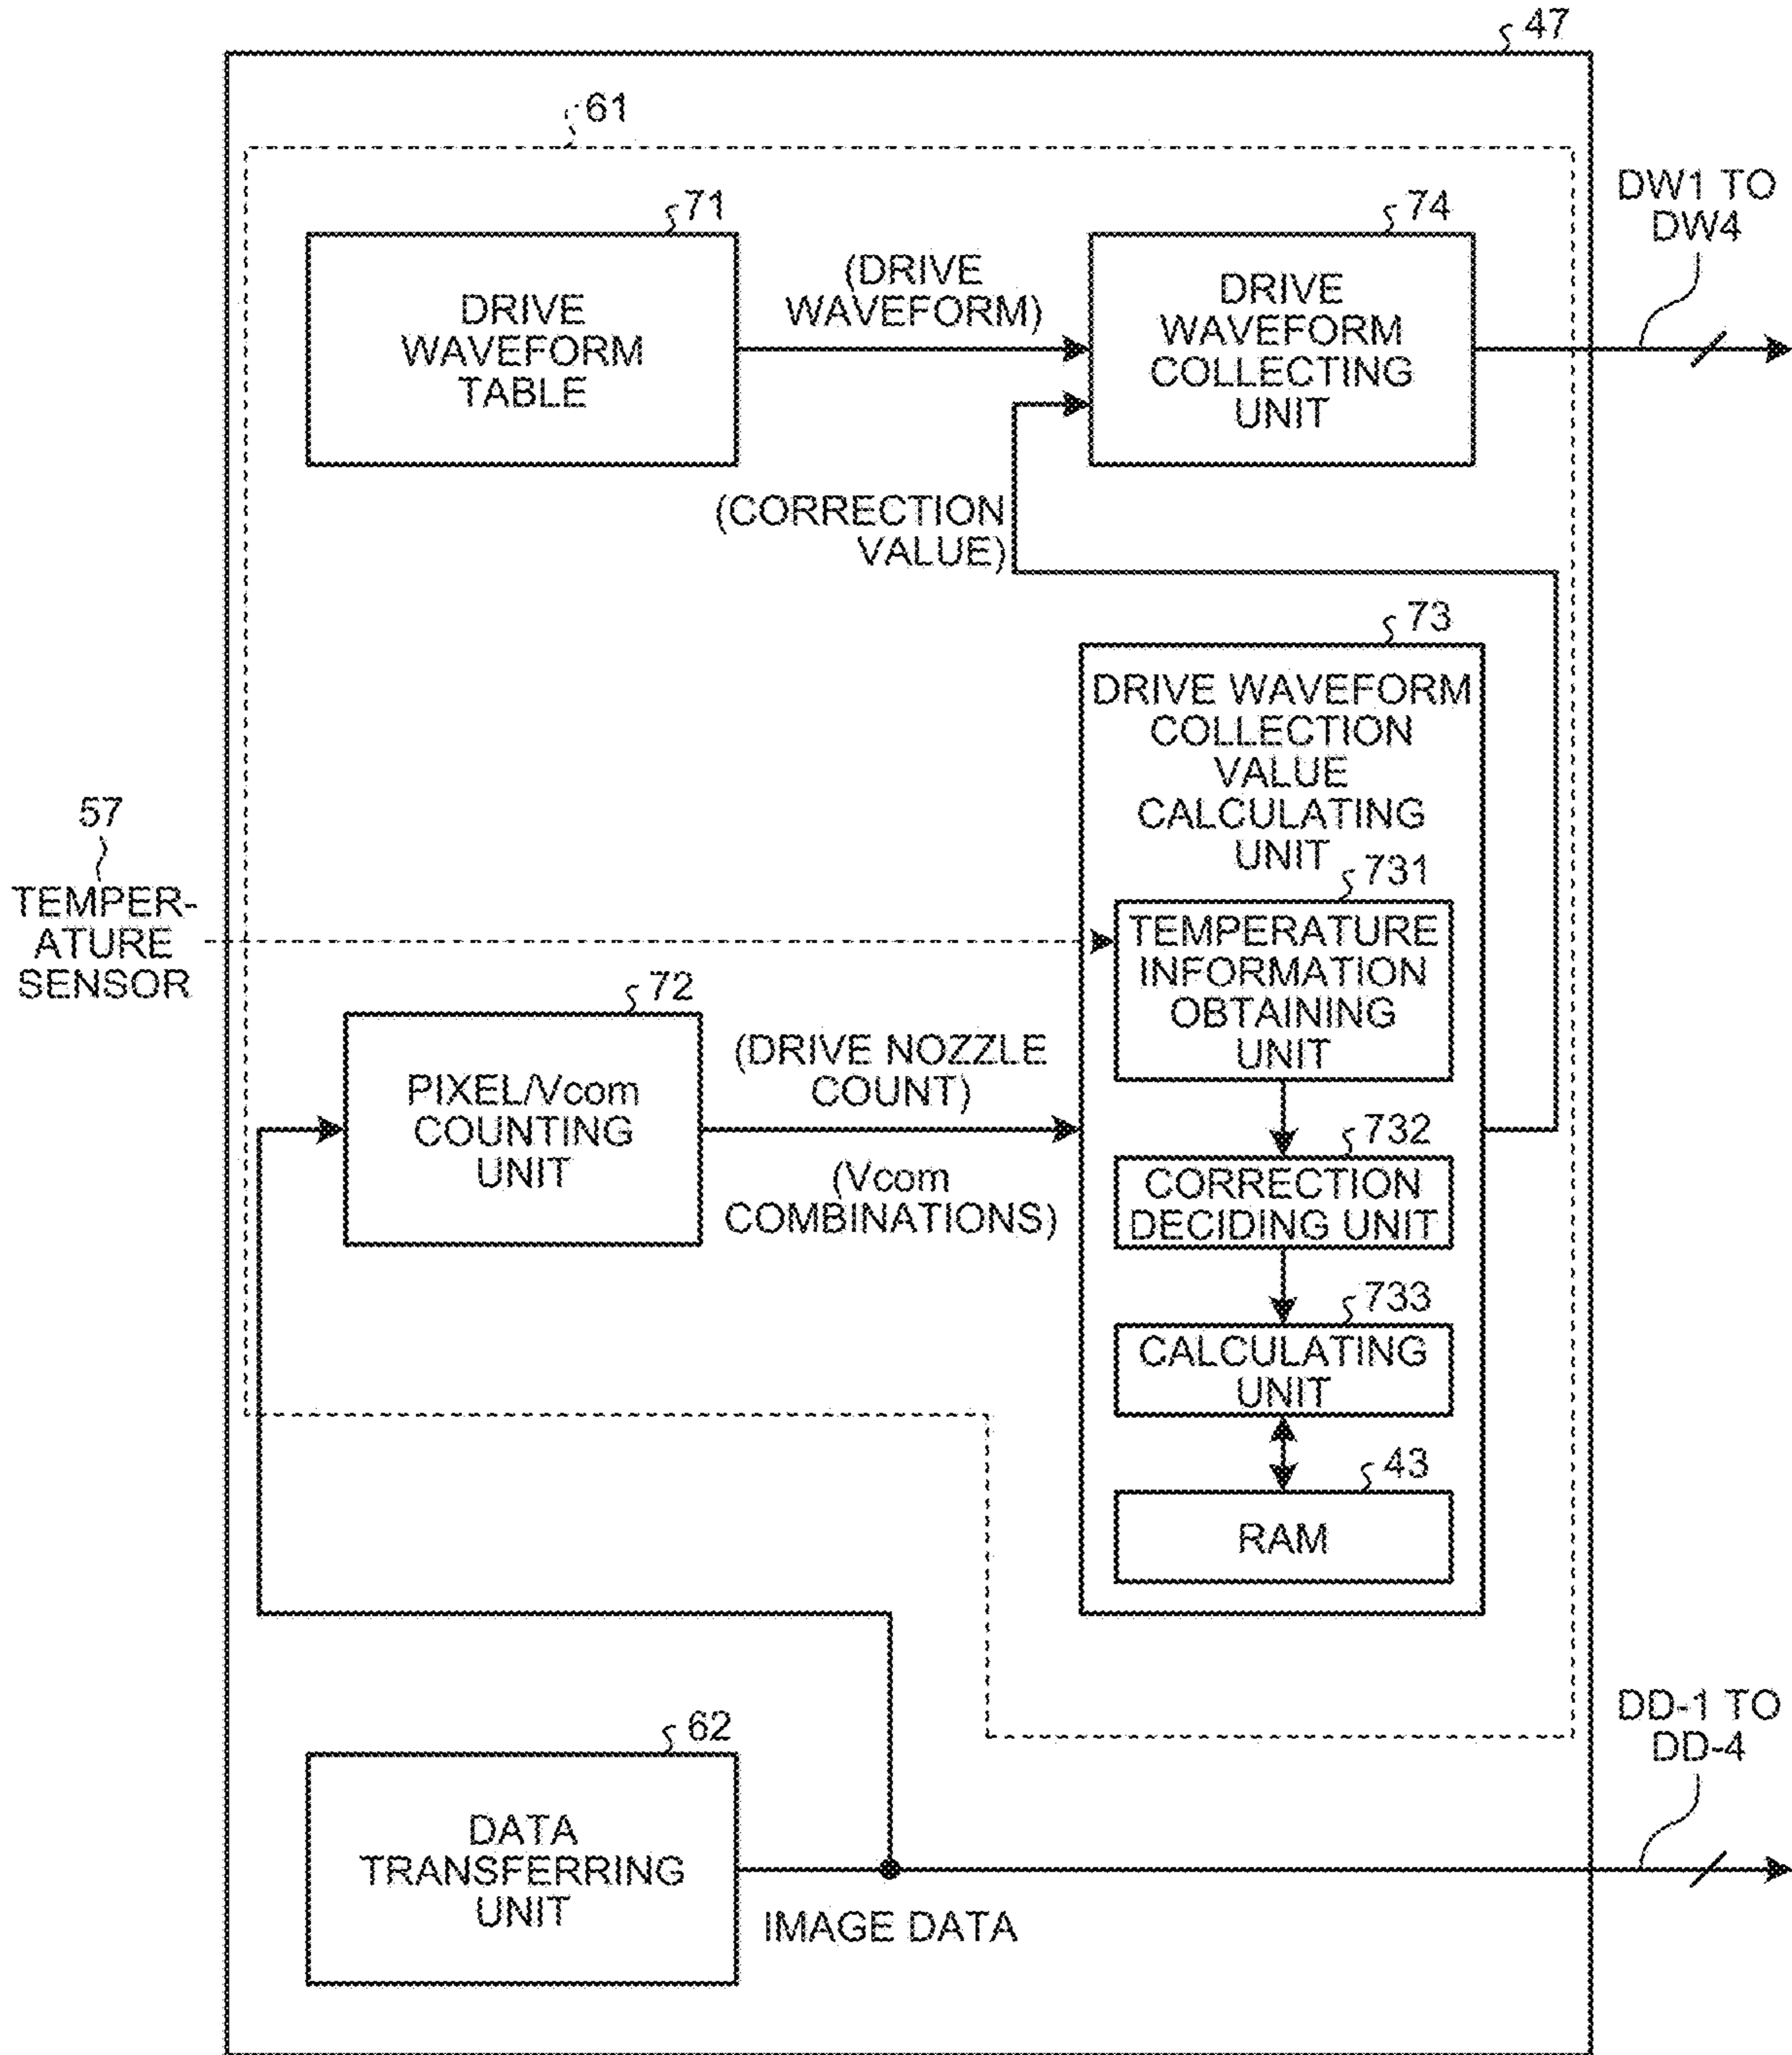 47
61
71
DRIVE
WAVEFORM
TABLE
(DRIVE
WAVEFORM)
74
DRIVE
WAVEFORM
COLLECTING
UNIT
DW1 TO
DW4
(CORRECTION
VALUE)
73
DRIVE WAVEFORM
COLLECTION
VALUE
CALCULATING
UNIT
57
TEMPER-
ATURE
SENSOR
731
TEMPERATURE
INFORMATION
OBTAINING
UNIT
72
PIXEL/Vcom
COUNTING
UNIT
(DRIVE NOZZLE
COUNT)
(Vcom
COMBINATIONS)
732
CORRECTION
DECIDING UNIT
733
CALCULATING
UNIT
43
RAM
62
DATA
TRANSFERRING
UNIT
IMAGE DATA
DD-1 TO
DD-4